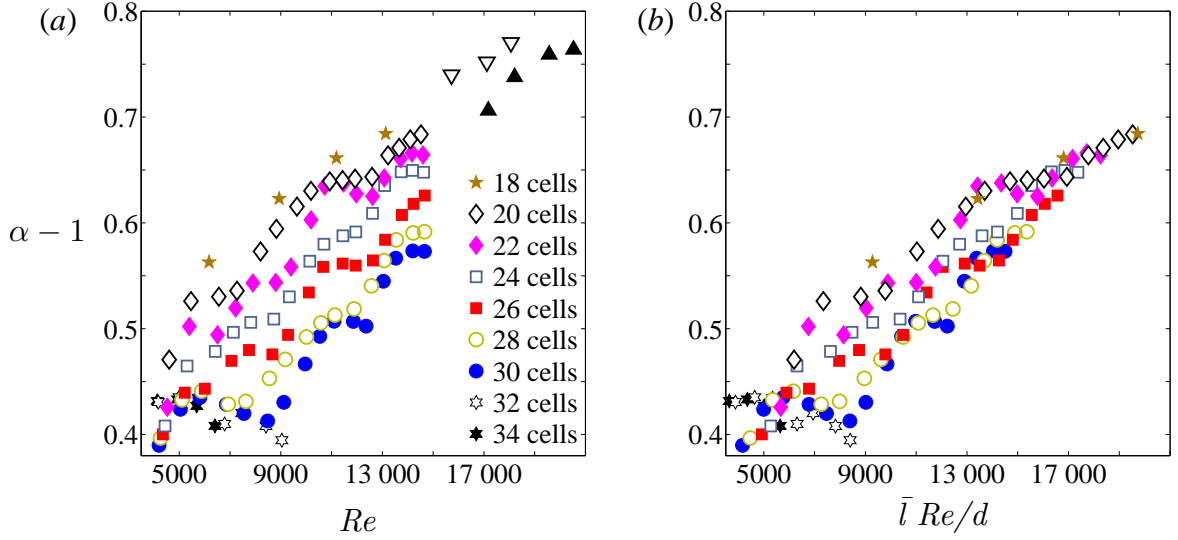 (a)
0.8
0.7
0.6
0.5
0.4
α − 1
5000 9000 13 000 17 000
Re
18 cells
20 cells
22 cells
24 cells
26 cells
28 cells
30 cells
32 cells
34 cells
(b)
0.8
0.7
0.6
0.5
0.4
5000 9000 13 000 17 000
l̄ Re/d